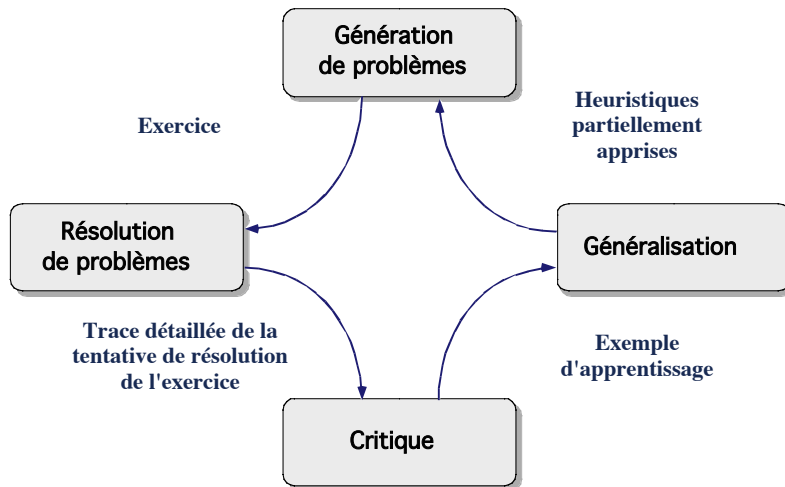 Génération
de problèmes
Exercice
Heuristiques
partiellement
apprises
Résolution
de problèmes
Généralisation
Trace détaillée de la
tentative de résolution
de l'exercice
Exemple
d'apprentissage
Critique